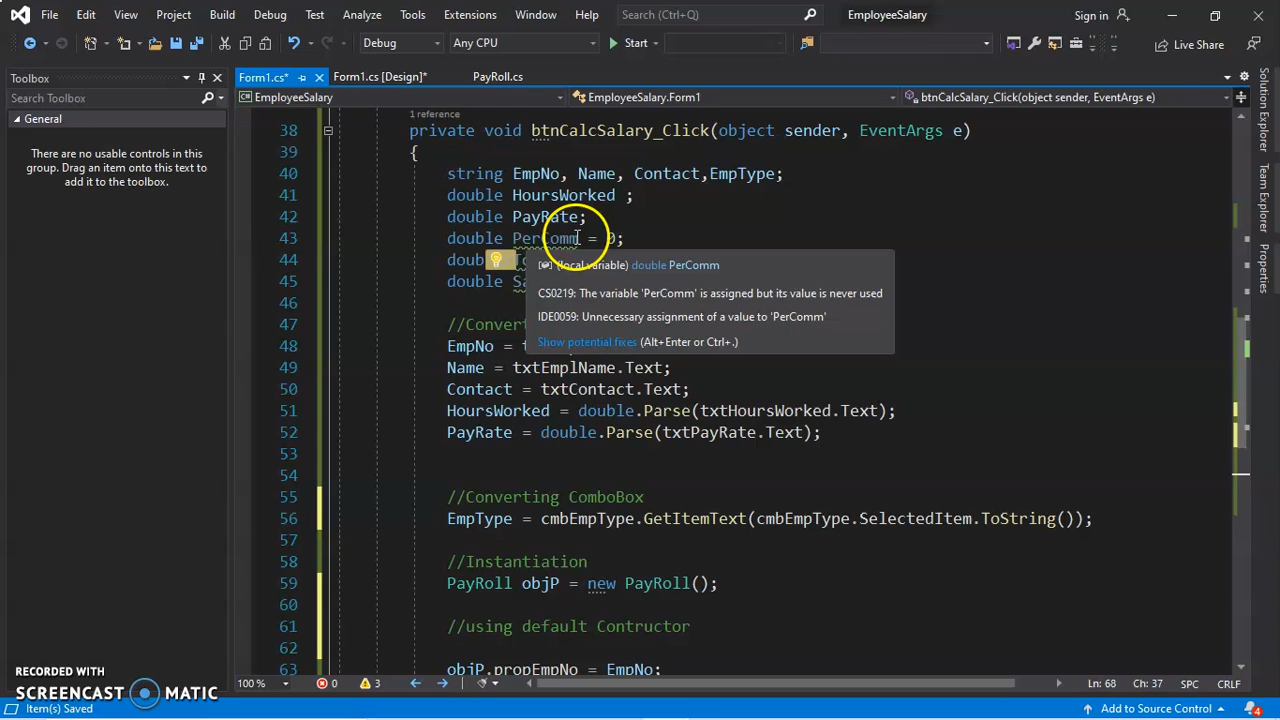 File Edit View Project Build Debug Test Analyze Tools Extensions Window Help Search (Ctrl+Q) EmployeeSalary Sign in
Debug Any CPU Start Live Share
Toolbox
Search Toolbox
General
There are no usable controls in this
group. Drag an item onto this text to
add it to the toolbox.
Form1.cs* Form1.cs [Design]* PayRoll.cs
EmployeeSalary EmployeeSalary.Form1 btnCalcSalary_Click(object sender, EventArgs e)
1 reference
38 private void btnCalcSalary_Click(object sender, EventArgs e)
39 {
40 string EmpNo, Name, Contact,EmpType;
41 double HoursWorked ;
42 double PayRate;
43 double PerComm = 0;
44 doub
45 double Sa
46
47 //Convert
48 EmpNo = t
49 Name = txtEmplName.Text;
50 Contact = txtContact.Text;
51 HoursWorked = double.Parse(txtHoursWorked.Text);
52 PayRate = double.Parse(txtPayRate.Text);
53
54
55 //Converting ComboBox
56 EmpType = cmbEmpType.GetItemText(cmbEmpType.SelectedItem.ToString());
57
58 //Instantiation
59 PayRoll objP = new PayRoll();
60
61 //using default Contructor
62
63 objP.propEmpNo = EmpNo;
(local variable) double PerComm
CS0219: The variable 'PerComm' is assigned but its value is never used
IDE0059: Unnecessary assignment of a value to 'PerComm'
Show potential fixes (Alt+Enter or Ctrl+.)
Solution Explorer
Team Explorer
Properties
100 % 0 3 Ln: 68 Ch: 37 SPC CRLF
RECORDED WITH
SCREENCAST MATIC
Item(s) Saved Add to Source Control 4